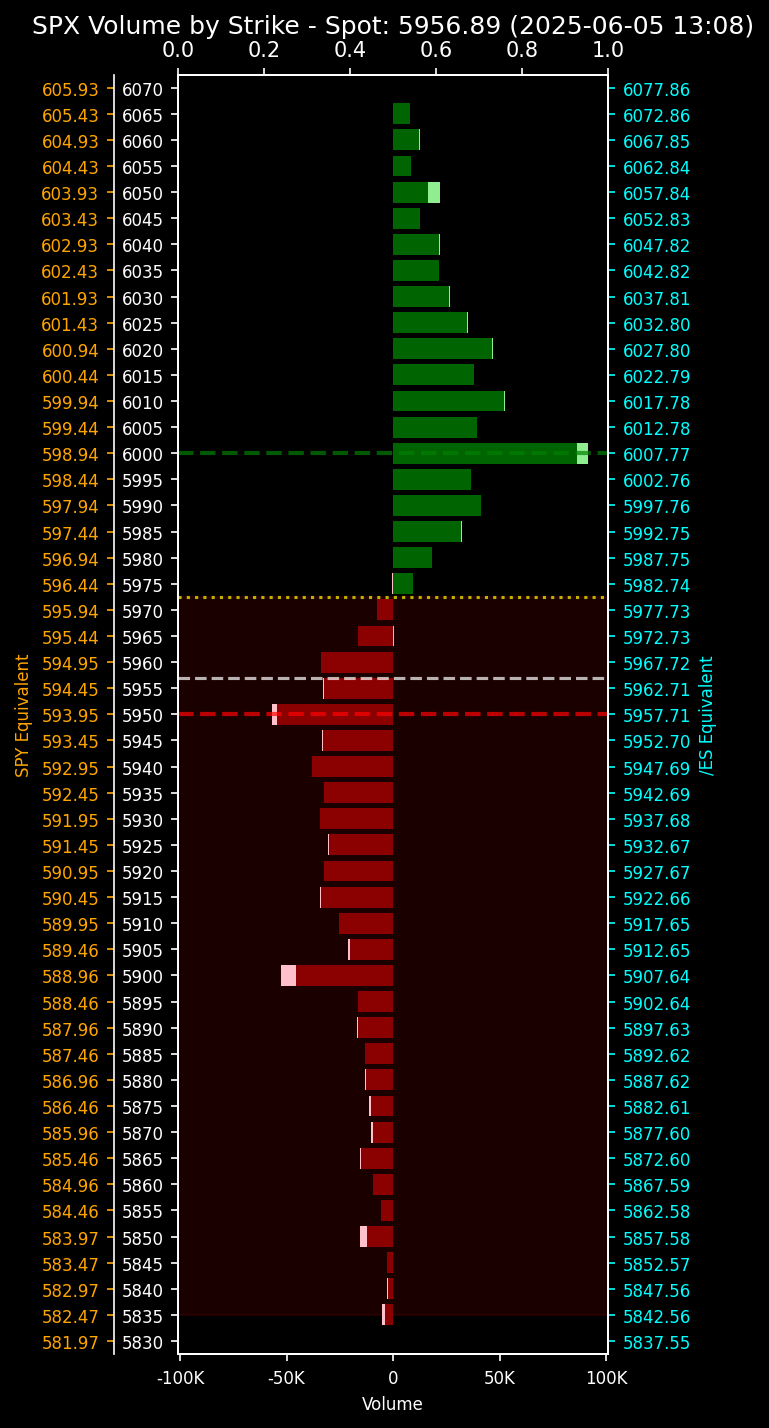 SPX Volume by Strike - Spot: 5956.89 (2025-06-05 13:08)
0.0 0.2 0.4 0.6 0.8 1.0
605.93 6070 6077.86
605.43 6065 6072.86
604.93 6060 6067.85
604.43 6055 6062.84
603.93 6050 6057.84
603.43 6045 6052.83
602.93 6040 6047.82
602.43 6035 6042.82
601.93 6030 6037.81
601.43 6025 6032.80
600.94 6020 6027.80
600.44 6015 6022.79
599.94 6010 6017.78
599.44 6005 6012.78
598.94 6000 6007.77
598.44 5995 6002.76
597.94 5990 5997.76
597.44 5985 5992.75
596.94 5980 5987.75
596.44 5975 5982.74
595.94 5970 5977.73
595.44 5965 5972.73
594.95 5960 5967.72
594.45 5955 5962.71
593.95 5950 5957.71
593.45 5945 5952.70
592.95 5940 5947.69
592.45 5935 5942.69
591.95 5930 5937.68
591.45 5925 5932.67
590.95 5920 5927.67
590.45 5915 5922.66
589.95 5910 5917.65
589.46 5905 5912.65
588.96 5900 5907.64
588.46 5895 5902.64
587.96 5890 5897.63
587.46 5885 5892.62
586.96 5880 5887.62
586.46 5875 5882.61
585.96 5870 5877.60
585.46 5865 5872.60
584.96 5860 5867.59
584.46 5855 5862.58
583.97 5850 5857.58
583.47 5845 5852.57
582.97 5840 5847.56
582.47 5835 5842.56
581.97 5830 5837.55
SPY Equivalent
/ES Equivalent
-100K -50K 0 50K 100K
Volume